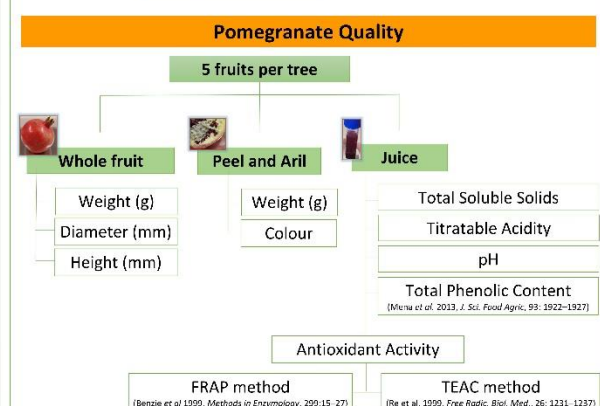 Pomegranate Quality
5 fruits per tree
Whole fruit
Weight (g)
Diameter (mm)
Height (mm)
Peel and Aril
Weight (g)
Colour
Juice
Total Soluble Solids
Titratable Acidity
pH
Total Phenolic Content
(Mena et al. 2013, J. Sci. Food Agric, 93: 1922–1927)
Antioxidant Activity
FRAP method
(Benzie et al 1999, Methods in Enzymology, 299:15–27)
TEAC method
(Re et al. 1999, Free Radic. Biol. Med., 26: 1231–1237)